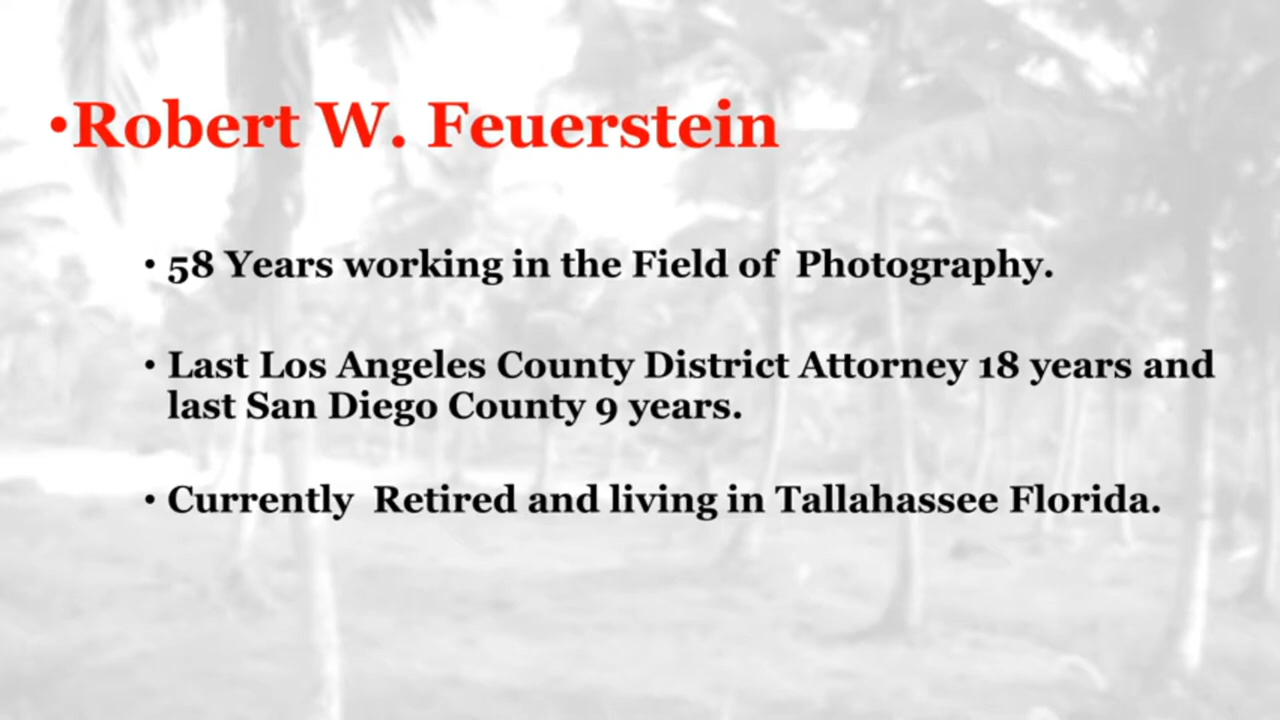 •Robert W. Feuerstein
• 58 Years working in the Field of Photography.
• Last Los Angeles County District Attorney 18 years and
last San Diego County 9 years.
• Currently Retired and living in Tallahassee Florida.